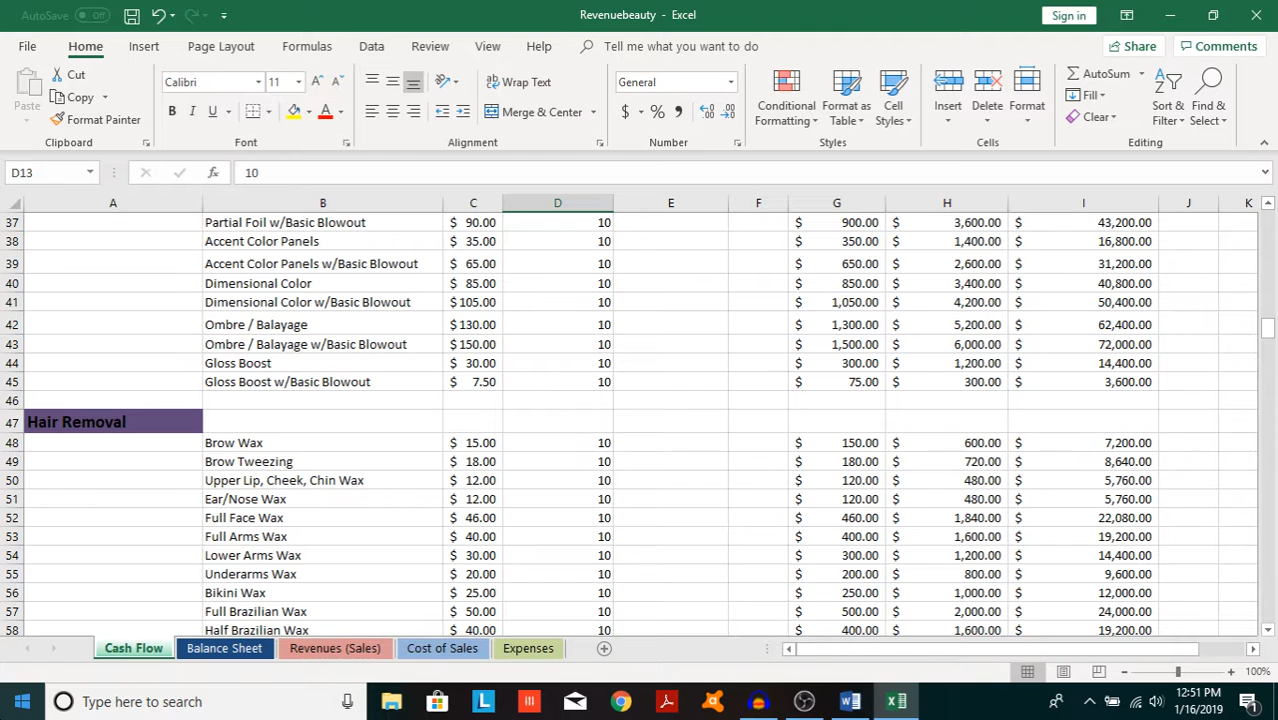 AutoSave Off Revenuebeauty - Excel Sign in
File Home Insert Page Layout Formulas Data Review View Help Tell me what you want to do Share Comments
Paste Cut Copy Format Painter Clipboard
Calibri 11 B I U Font
Wrap Text Merge & Center Alignment
General $ % , Number
Conditional Formatting Format as Table Cell Styles Styles
Insert Delete Format Cells
AutoSum Fill Clear Sort & Filter Find & Select Editing
D13 fx 10
A B C D E F G H I J K
37 Partial Foil w/Basic Blowout $ 90.00 10 $ 900.00 $ 3,600.00 $ 43,200.00
38 Accent Color Panels $ 35.00 10 $ 350.00 $ 1,400.00 $ 16,800.00
39 Accent Color Panels w/Basic Blowout $ 65.00 10 $ 650.00 $ 2,600.00 $ 31,200.00
40 Dimensional Color $ 85.00 10 $ 850.00 $ 3,400.00 $ 40,800.00
41 Dimensional Color w/Basic Blowout $ 105.00 10 $ 1,050.00 $ 4,200.00 $ 50,400.00
42 Ombre / Balayage $ 130.00 10 $ 1,300.00 $ 5,200.00 $ 62,400.00
43 Ombre / Balayage w/Basic Blowout $ 150.00 10 $ 1,500.00 $ 6,000.00 $ 72,000.00
44 Gloss Boost $ 30.00 10 $ 300.00 $ 1,200.00 $ 14,400.00
45 Gloss Boost w/Basic Blowout $ 7.50 10 $ 75.00 $ 300.00 $ 3,600.00
46
47 Hair Removal
48 Brow Wax $ 15.00 10 $ 150.00 $ 600.00 $ 7,200.00
49 Brow Tweezing $ 18.00 10 $ 180.00 $ 720.00 $ 8,640.00
50 Upper Lip, Cheek, Chin Wax $ 12.00 10 $ 120.00 $ 480.00 $ 5,760.00
51 Ear/Nose Wax $ 12.00 10 $ 120.00 $ 480.00 $ 5,760.00
52 Full Face Wax $ 46.00 10 $ 460.00 $ 1,840.00 $ 22,080.00
53 Full Arms Wax $ 40.00 10 $ 400.00 $ 1,600.00 $ 19,200.00
54 Lower Arms Wax $ 30.00 10 $ 300.00 $ 1,200.00 $ 14,400.00
55 Underarms Wax $ 20.00 10 $ 200.00 $ 800.00 $ 9,600.00
56 Bikini Wax $ 25.00 10 $ 250.00 $ 1,000.00 $ 12,000.00
57 Full Brazilian Wax $ 50.00 10 $ 500.00 $ 2,000.00 $ 24,000.00
58 Half Brazilian Wax $ 40.00 10 $ 400.00 $ 1,600.00 $ 19,200.00
Cash Flow Balance Sheet Revenues (Sales) Cost of Sales Expenses
100%
Type here to search 12:51 PM
1/16/2019 1